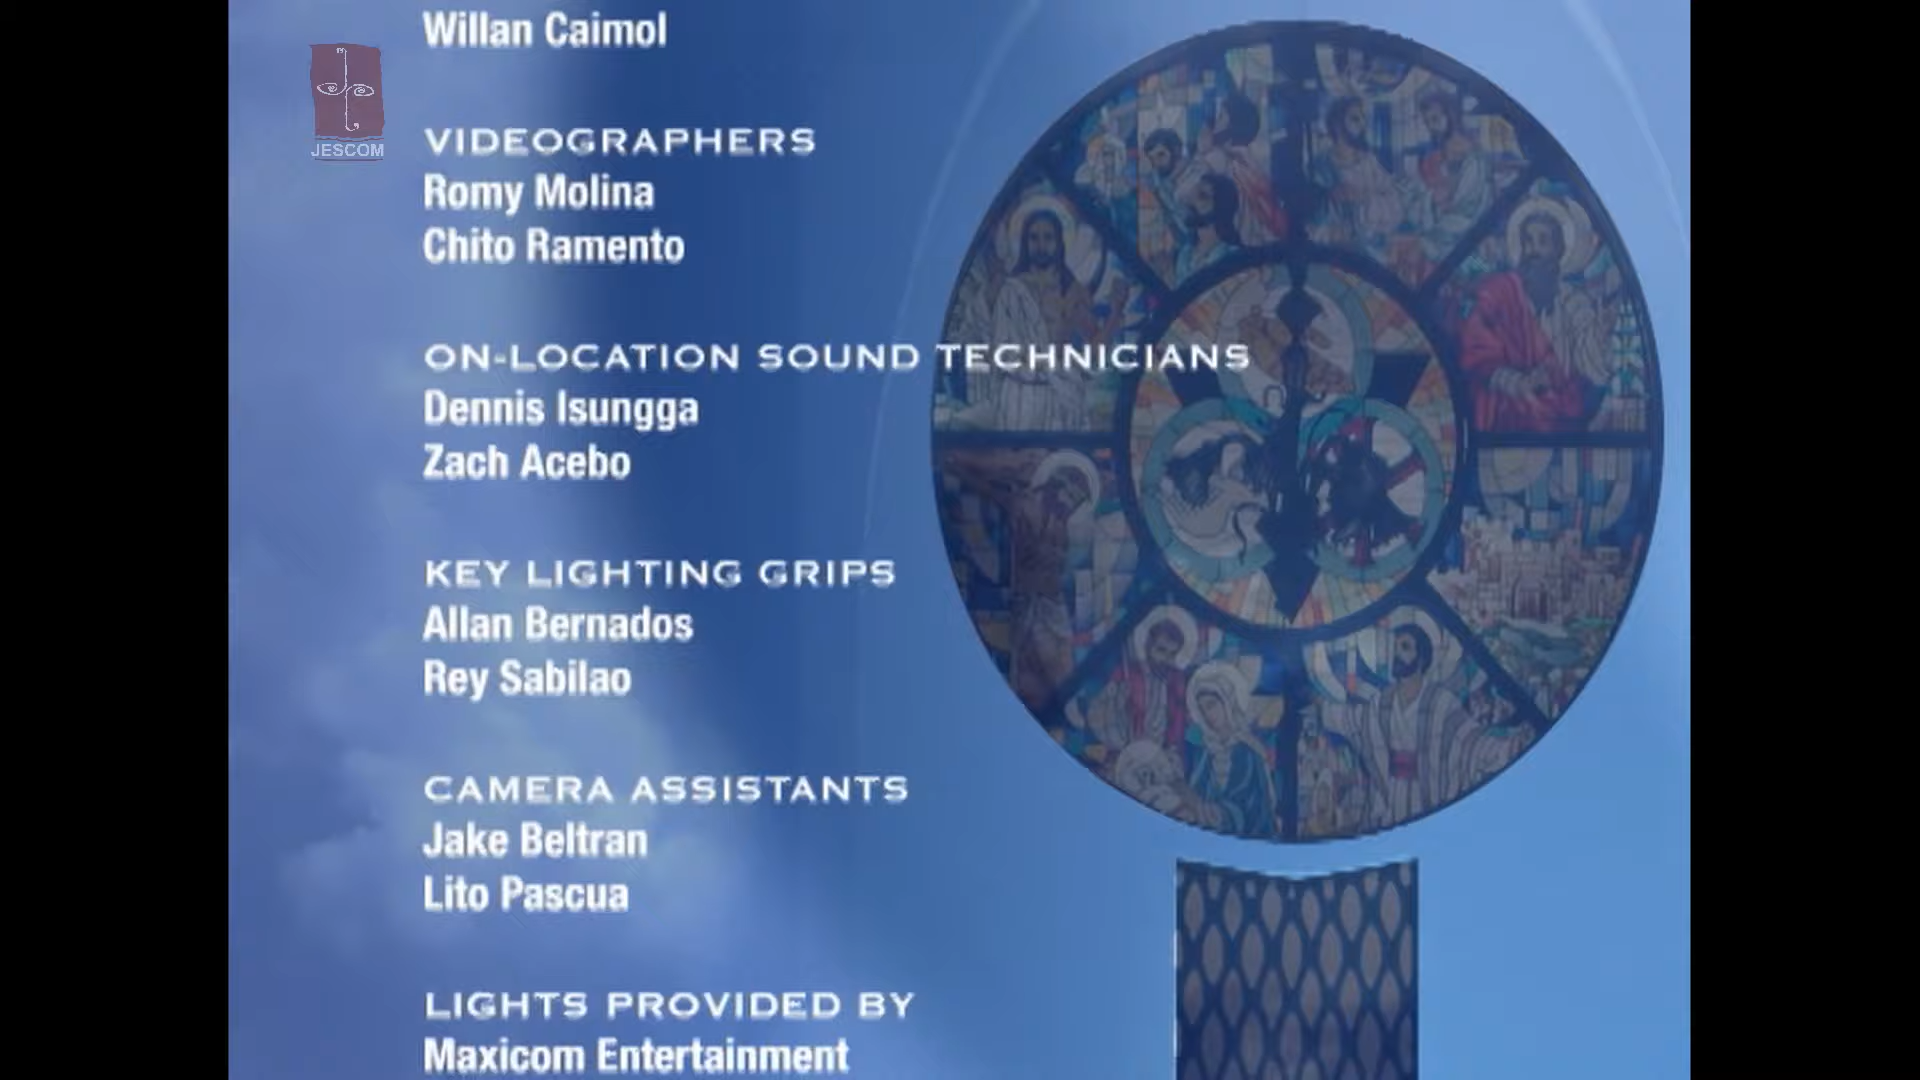 Willan Caimol
JESCOM
VIDEOGRAPHERS
Romy Molina
Chito Ramento
ON-LOCATION SOUND TECHNICIANS
Dennis Isungga
Zach Acebo
KEY LIGHTING GRIPS
Allan Bernados
Rey Sabilao
CAMERA ASSISTANTS
Jake Beltran
Lito Pascua
LIGHTS PROVIDED BY
Maxicom Entertainment